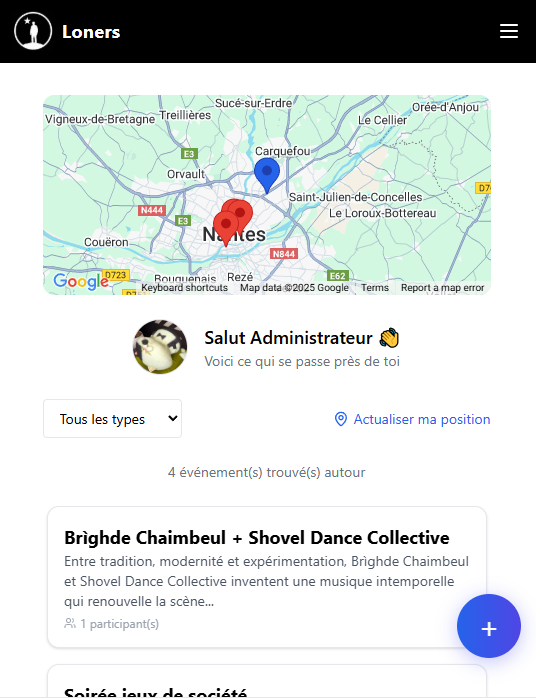 Loners
Sucé-sur-Erdre
Oree-d'Anjou
Vigneux-de-Bretagne
Treillières
Le Cellier
Carquefou
E3
Orvault
D7
Saint-Julien-de-Concelles
N444
E3
Le Loroux-Bottereau
Nantes
Couëron
N844
D723
Bouguenais
Rezé
E62
Google
Keyboard shortcuts
Map data ©2025 Google
Terms
Report a map error
Salut Administrateur 👋
Voici ce qui se passe près de toi
Tous les types
Actualiser ma position
4 événement(s) trouvé(s) autour
Brìghde Chaimbeul + Shovel Dance Collective
Entre tradition, modernité et expérimentation, Brìghde Chaimbeul
et Shovel Dance Collective inventent une musique intemporelle
qui renouvelle la scène...
1 participant(s)
+
Soirée jeux de société